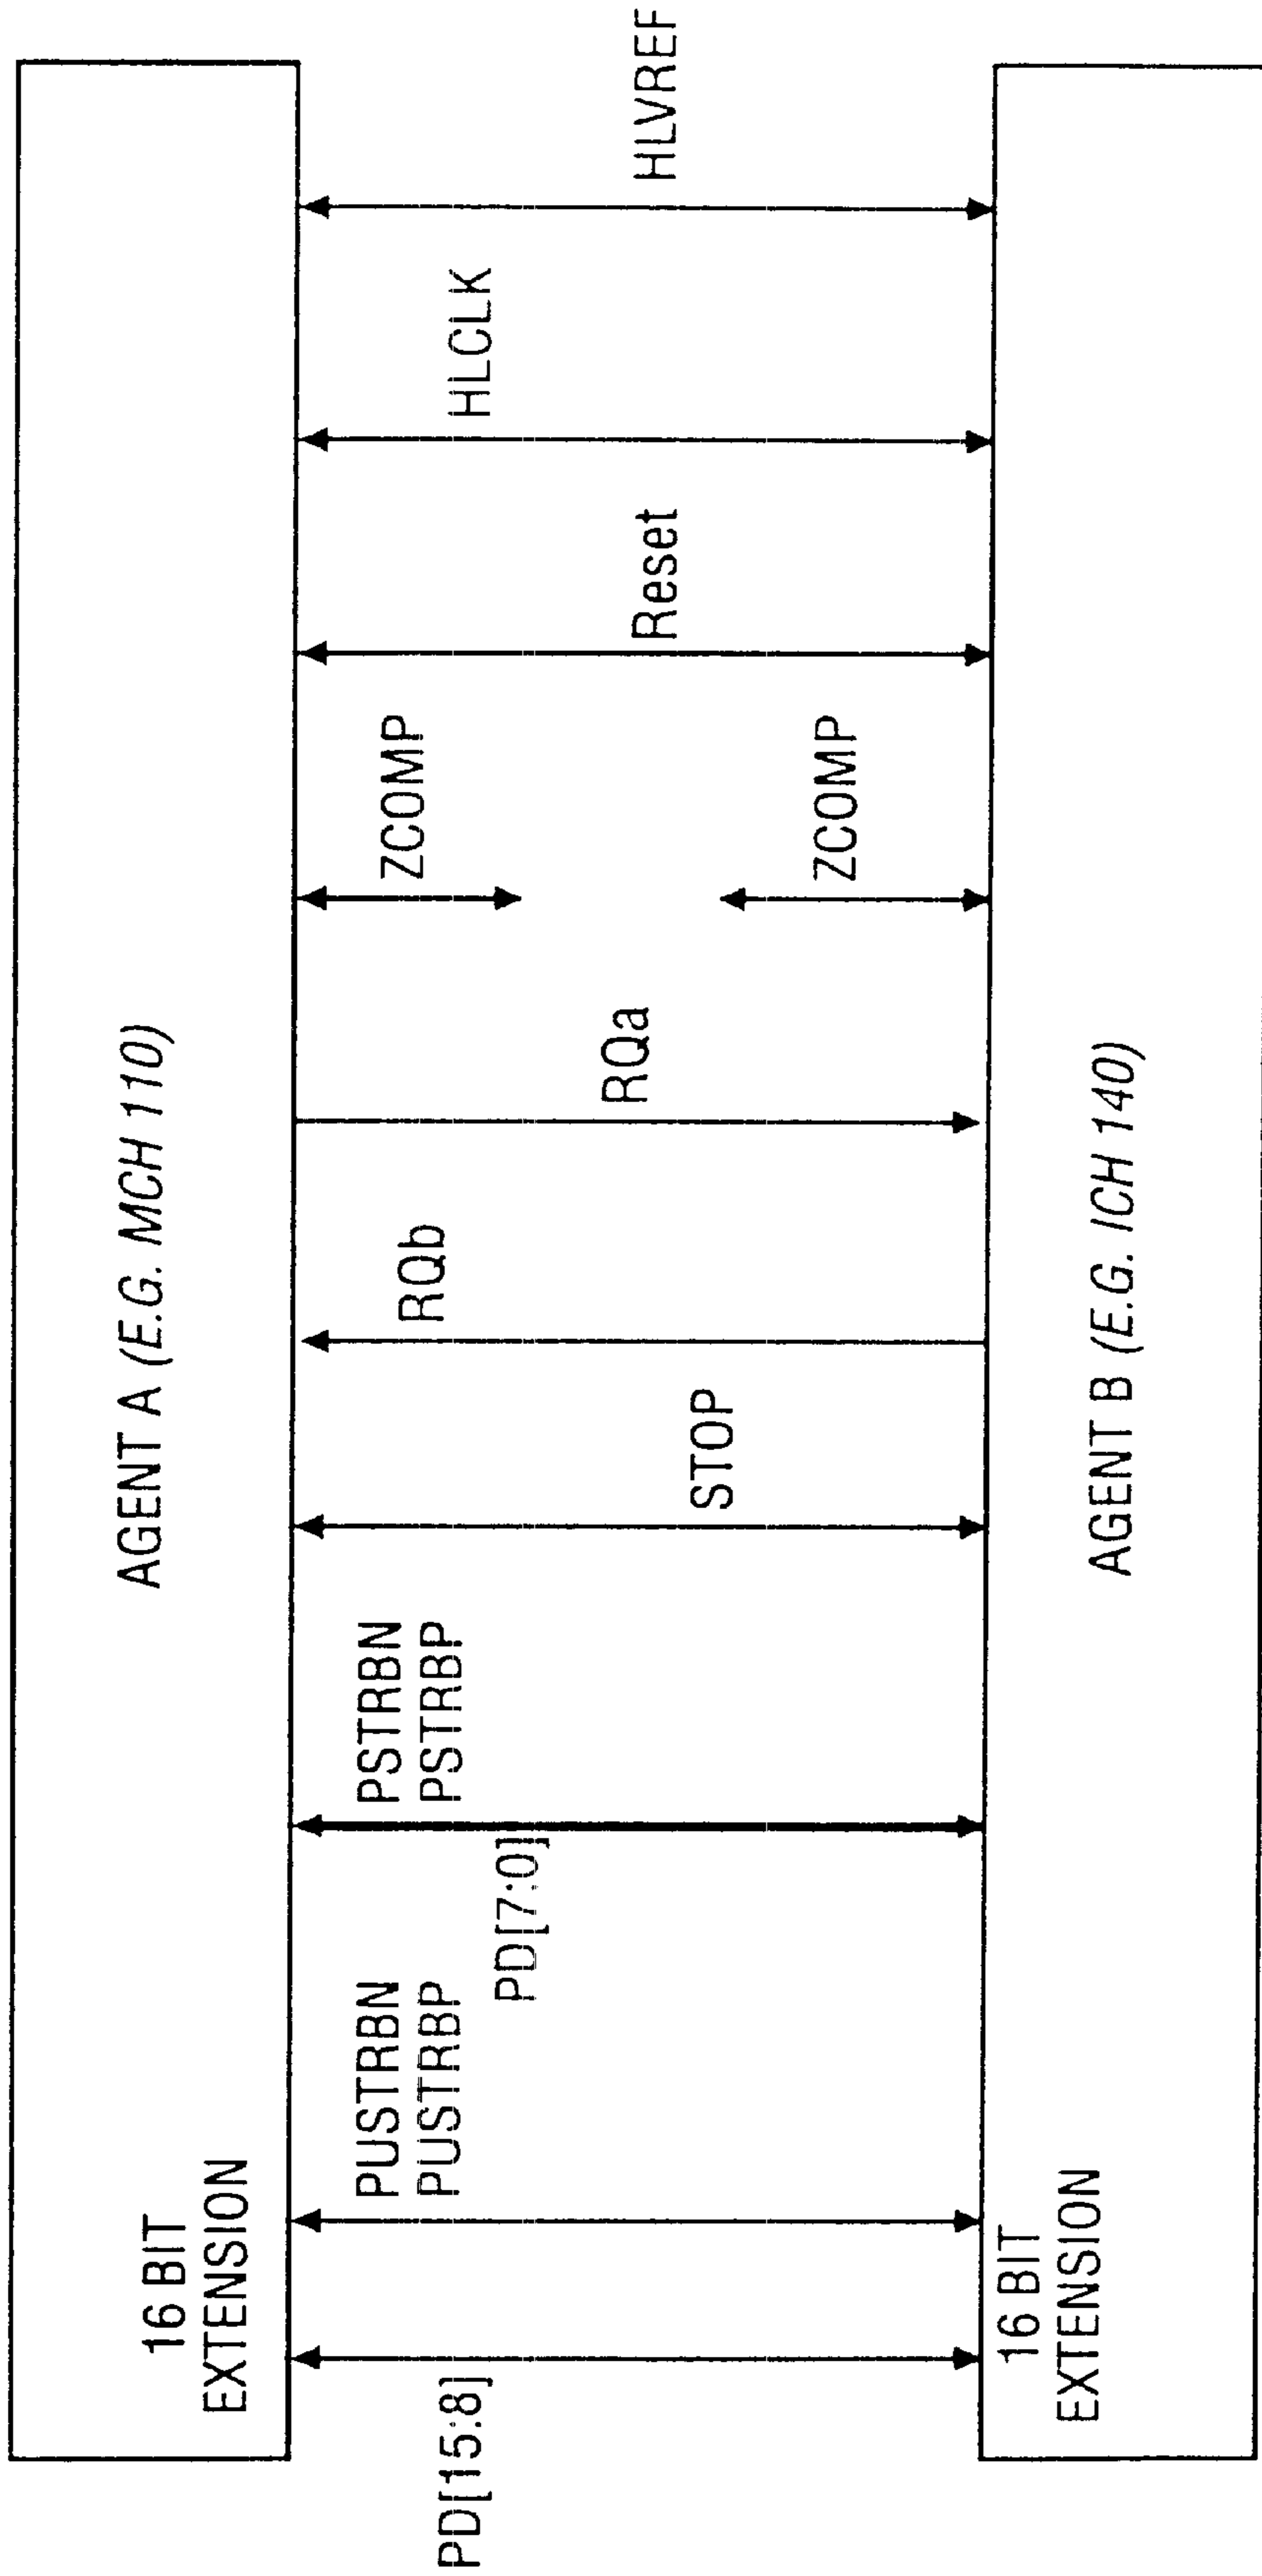 AGENT A (E.G. MCH 110)
16 BIT
EXTENSION
PD[15:8]
PUSTRBN
PUSTRBP
PD[7:0]
PSTRBN
PSTRBP
STOP
RQb
RQa
ZCOMP
ZCOMP
Reset
HLCLK
HLVREF
16 BIT
EXTENSION
AGENT B (E.G. ICH 140)